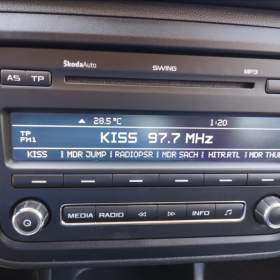 ŠkodaAuto SWING MP3
AS TP
28.5°C 1:20
TP KISS 97.7 MHz
FM1
KISS MDR JUMP RADIOPSR MDR SACH HITR.RTL MDR THU
MEDIA RADIO << >> INFO